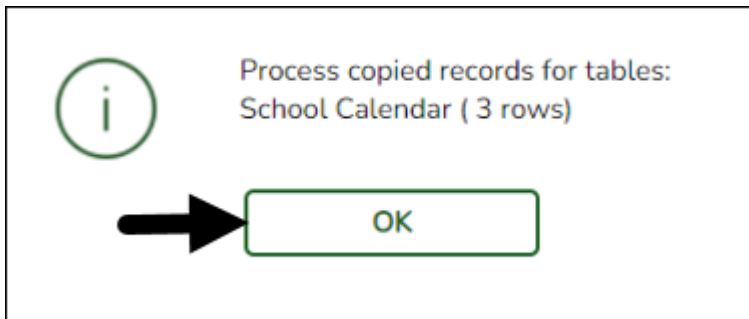 Process copied records for tables:
School Calendar ( 3 rows)
OK